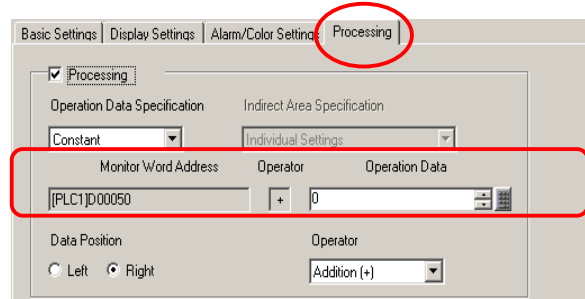 Basic Settings Display Settings Alarm/Color Settings Processing
Processing
Operation Data Specification Indirect Area Specification
Constant Individual Settings
Monitor Word Address Operator Operation Data
[PLC1]D00050 + 0
Data Position Operator
Left Right Addition (+)